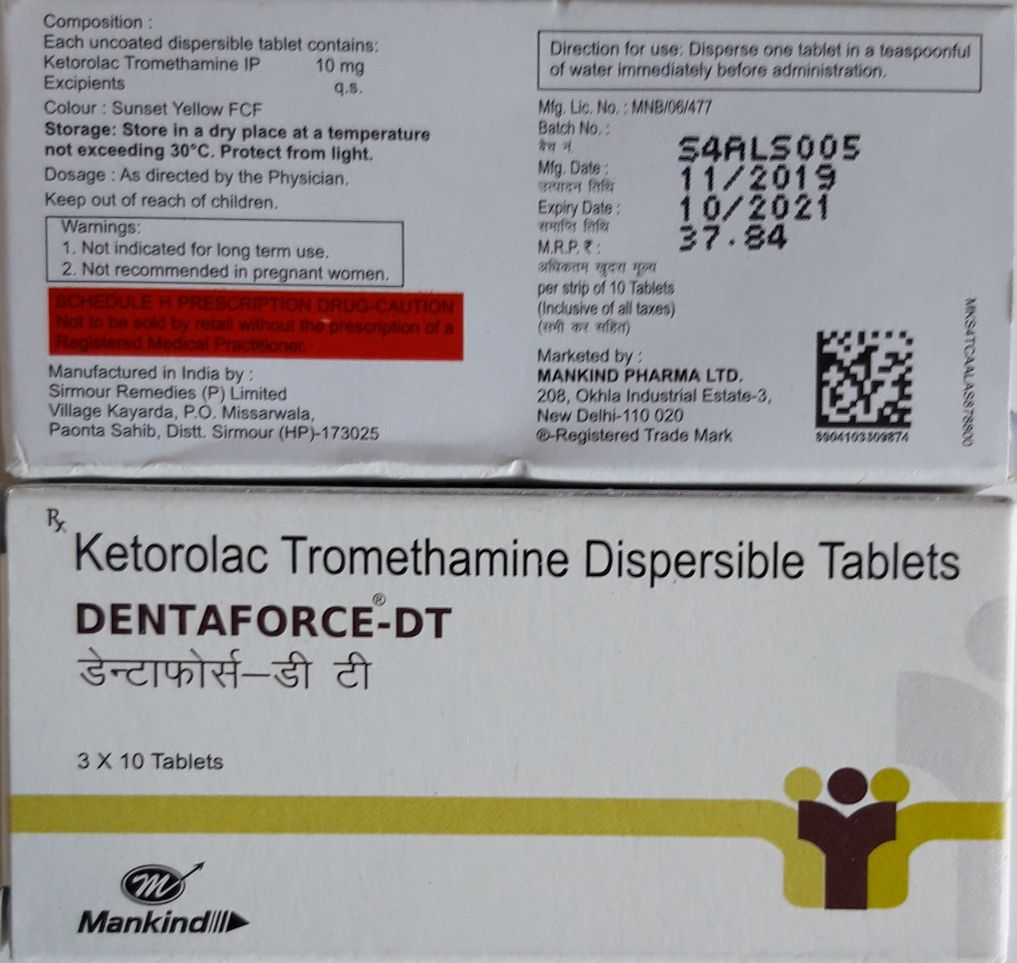 Composition :
Each uncoated dispersible tablet contains:
Ketorolac Tromethamine IP 10 mg
Excipients q.s.
Colour : Sunset Yellow FCF
Storage: Store in a dry place at a temperature
not exceeding 30°C. Protect from light.
Dosage : As directed by the Physician.
Keep out of reach of children.
Warnings:
1. Not indicated for long term use.
2. Not recommended in pregnant women.
SCHEDULE H PRESCRIPTION DRUG-CAUTION
Not to be sold by retail without the prescription of a
Registered Medical Practitioner.
Manufactured in India by :
Sirmour Remedies (P) Limited
Village Kayarda, P.O. Missarwala,
Paonta Sahib, Distt. Sirmour (HP)-173025
Direction for use: Disperse one tablet in a teaspoonful
of water immediately before administration.
Mfg. Lic. No. : MNB/06/477
Batch No. : S4ALS005
बैच नं.
Mfg. Date : 11/2019
उत्पादन तिथि
Expiry Date : 10/2021
समाप्ति तिथि
M.R.P. ₹ : 37.84
अधिकतम खुदरा मूल्य
per strip of 10 Tablets
(Inclusive of all taxes)
(सभी कर सहित)
Marketed by :
MANKIND PHARMA LTD.
208, Okhla Industrial Estate-3,
New Delhi-110 020
®-Registered Trade Mark
8904103309874
Rx
Ketorolac Tromethamine Dispersible Tablets
DENTAFORCE®-DT
डेन्टाफोर्स–डी टी
3 X 10 Tablets
m
Mankind